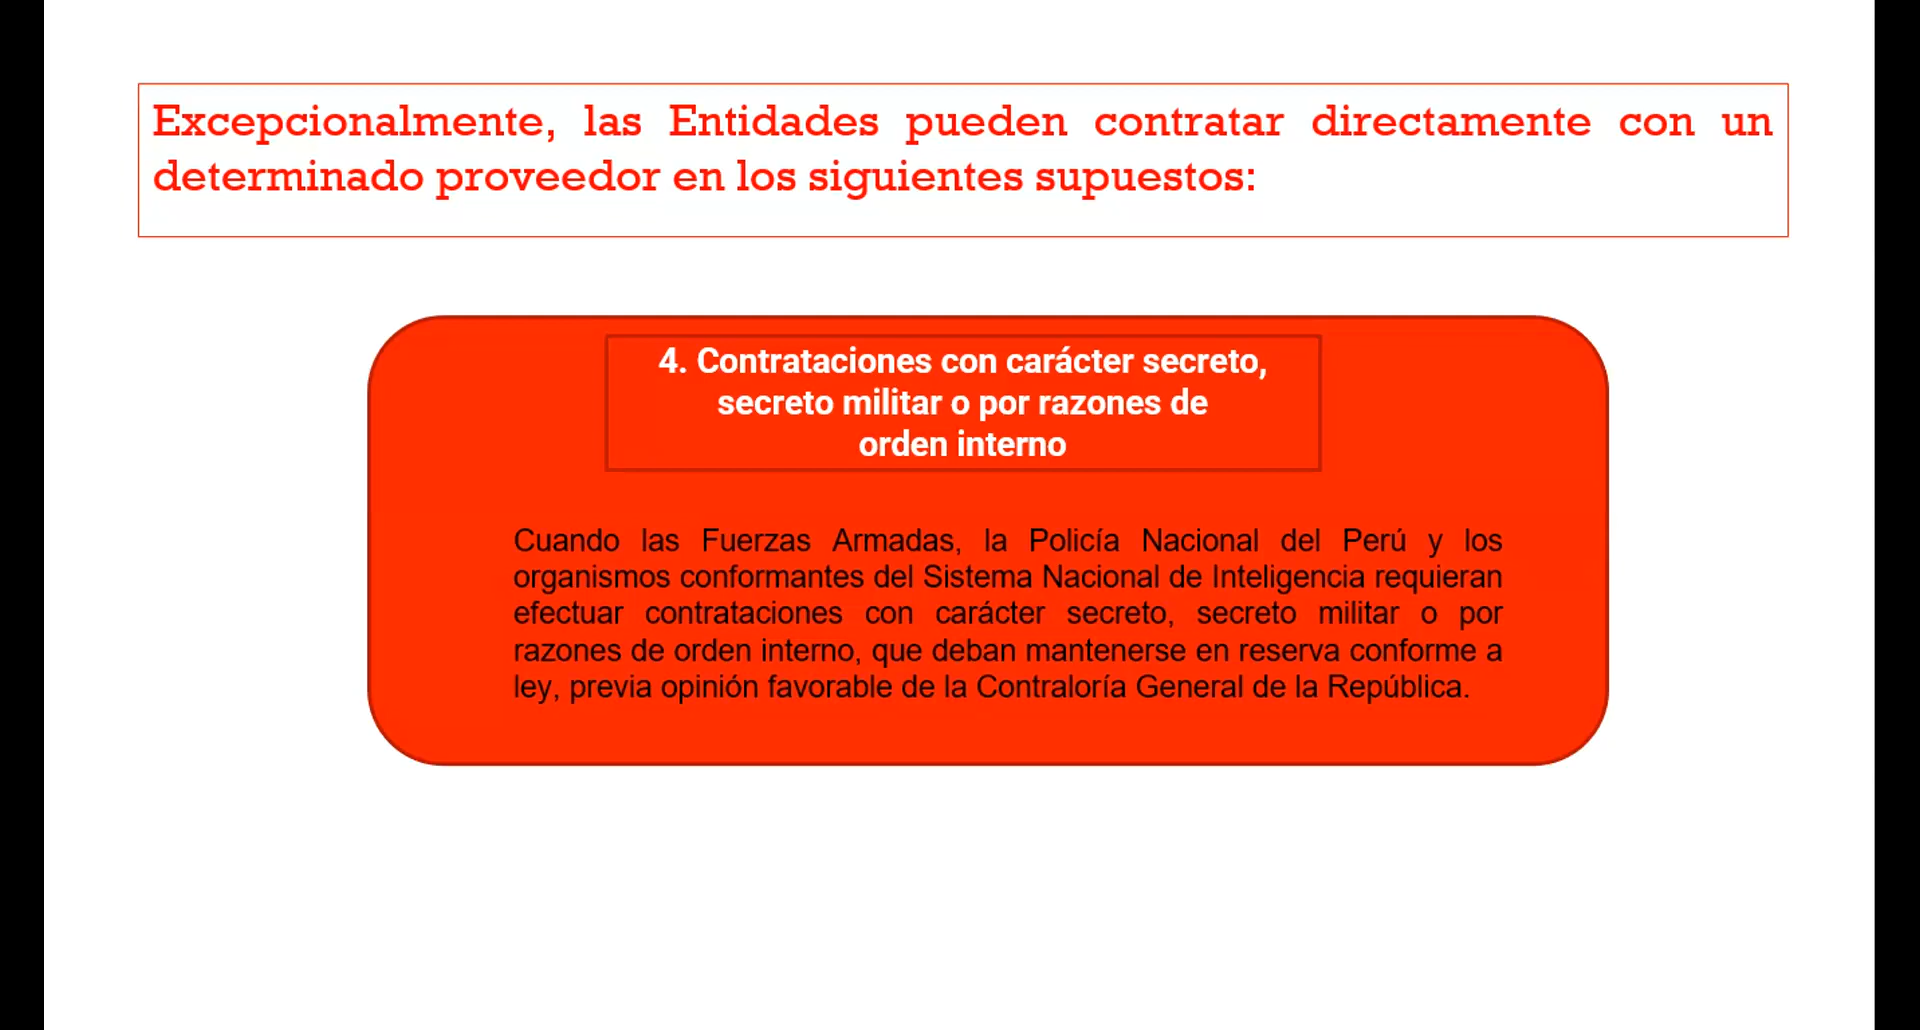 Excepcionalmente, las Entidades pueden contratar directamente con un
determinado proveedor en los siguientes supuestos:
4. Contrataciones con carácter secreto,
secreto militar o por razones de
orden interno
Cuando las Fuerzas Armadas, la Policía Nacional del Perú y los
organismos conformantes del Sistema Nacional de Inteligencia requieran
efectuar contrataciones con carácter secreto, secreto militar o por
razones de orden interno, que deban mantenerse en reserva conforme a
ley, previa opinión favorable de la Contraloría General de la República.